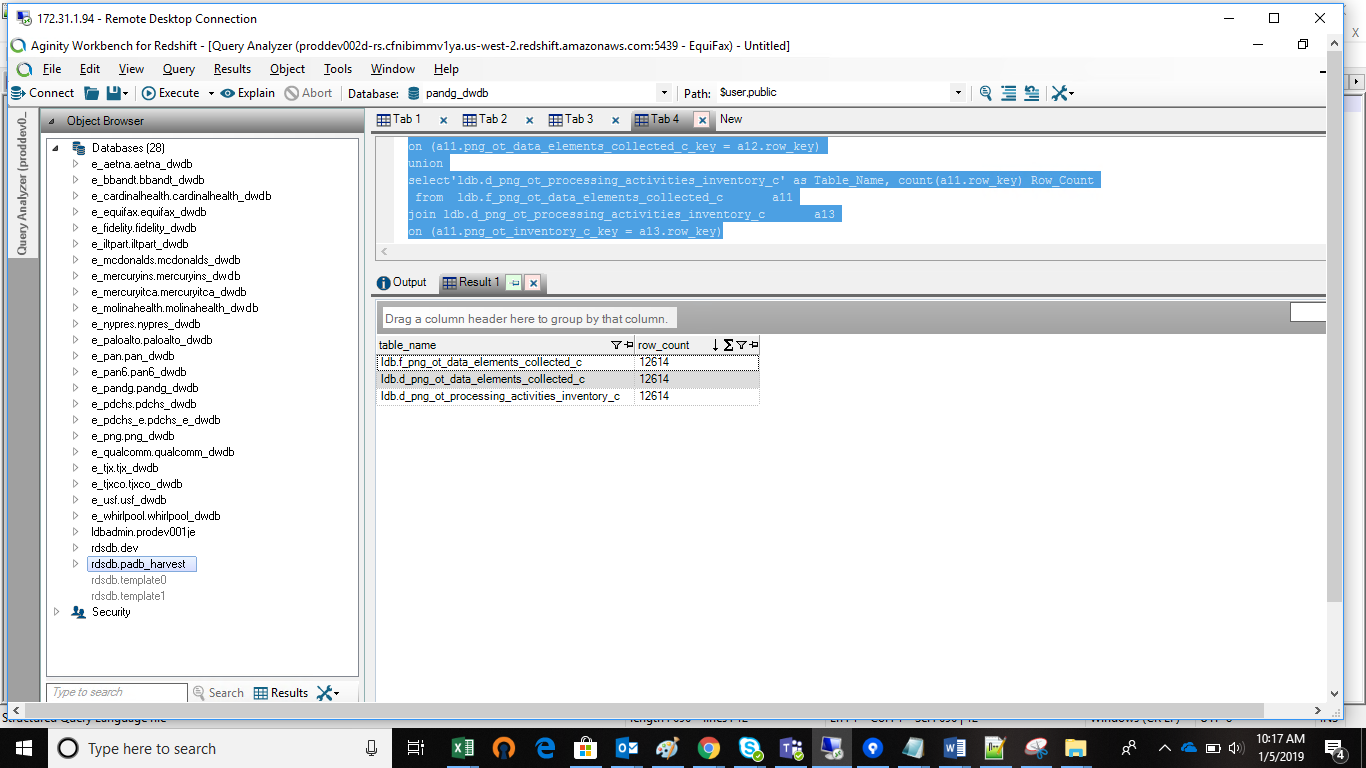 172.31.1.94 - Remote Desktop Connection
Aginity Workbench for Redshift - [Query Analyzer (proddev002d-rs.cfnibimmv1ya.us-west-2.redshift.amazonaws.com:5439 - EquiFax) - Untitled]
File Edit View Query Results Object Tools Window Help
Connect Execute Explain Abort Database: pandg_dwdb Path: $user,public
Query Analyzer (proddev0...
Object Browser
Tab 1 Tab 2 Tab 3 Tab 4 New
Databases (28)
e_aetna.aetna_dwdb
e_bbandt.bbandt_dwdb
e_cardinalhealth.cardinalhealth_dwdb
e_equifax.equifax_dwdb
e_fidelity.fidelity_dwdb
e_iltpart.iltpart_dwdb
e_mcdonalds.mcdonalds_dwdb
e_mercuryins.mercuryins_dwdb
e_mercuryitca.mercuryitca_dwdb
e_molinahealth.molinahealth_dwdb
e_nypres.nypres_dwdb
e_paloalto.paloalto_dwdb
e_pan.pan_dwdb
e_pan6.pan6_dwdb
e_pandg.pandg_dwdb
e_pdchs.pdchs_dwdb
e_pdchs_e.pdchs_e_dwdb
e_png.png_dwdb
e_qualcomm.qualcomm_dwdb
e_tjx.tjx_dwdb
e_tjxco.tjxco_dwdb
e_usf.usf_dwdb
e_whirlpool.whirlpool_dwdb
ldbadmin.prodev001je
rdsdb.dev
rdsdb.padb_harvest
rdsdb.template0
rdsdb.template1
Security
Type to search Search Results
on (a11.png_ot_data_elements_collected_c_key = a12.row_key)
union
select'ldb.d_png_ot_processing_activities_inventory_c' as Table_Name, count(a11.row_key) Row_Count
from ldb.f_png_ot_data_elements_collected_c a11
join ldb.d_png_ot_processing_activities_inventory_c a13
on (a11.png_ot_inventory_c_key = a13.row_key)
Output Result 1
Drag a column header here to group by that column.
table_name row_count
ldb.f_png_ot_data_elements_collected_c 12614
ldb.d_png_ot_data_elements_collected_c 12614
ldb.d_png_ot_processing_activities_inventory_c 12614
Type here to search
10:17 AM
1/5/2019
4